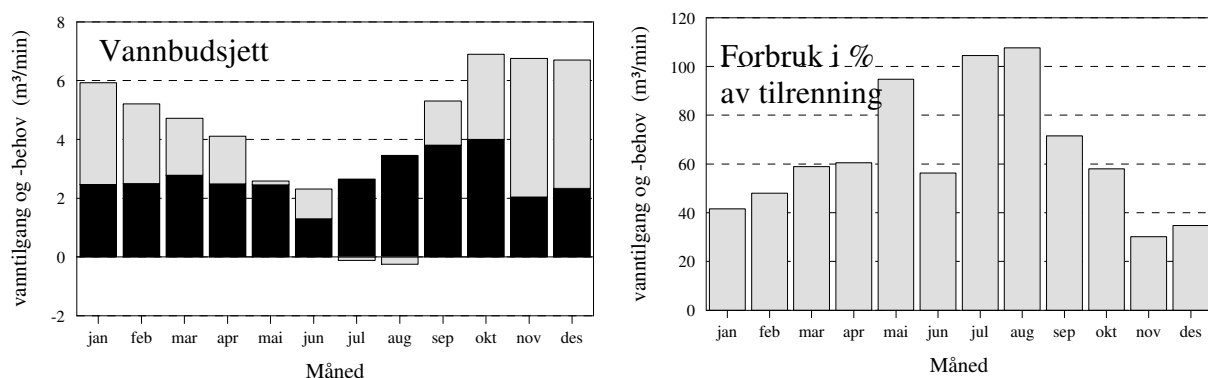 Vannbudsjett
vanntilgang og -behov (m³/min)
8
6
4
2
0
-2
jan feb mar apr mai jun jul aug sep okt nov des
Måned
Forbruk i %
av tilrenning
vanntilgang og -behov (m³/min)
120
100
80
60
40
20
0
jan feb mar apr mai jun jul aug sep okt nov des
Måned